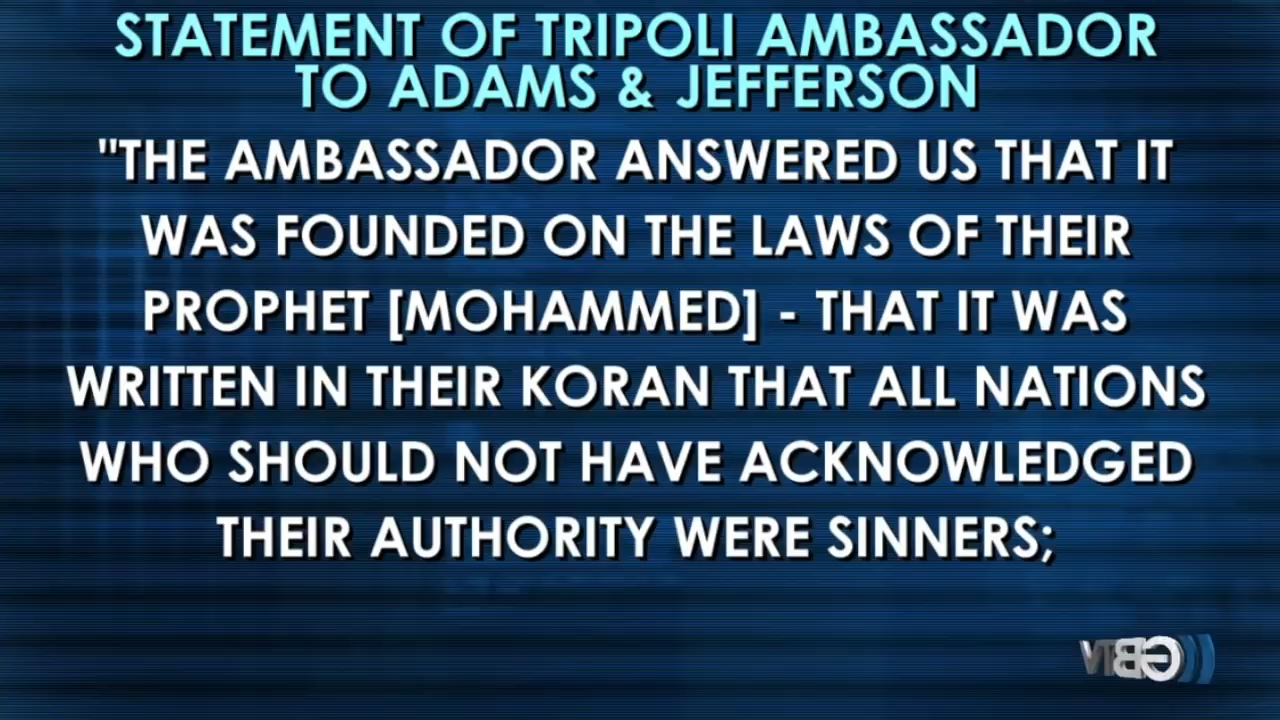 STATEMENT OF TRIPOLI AMBASSADOR
TO ADAMS & JEFFERSON
"THE AMBASSADOR ANSWERED US THAT IT
WAS FOUNDED ON THE LAWS OF THEIR
PROPHET [MOHAMMED] - THAT IT WAS
WRITTEN IN THEIR KORAN THAT ALL NATIONS
WHO SHOULD NOT HAVE ACKNOWLEDGED
THEIR AUTHORITY WERE SINNERS;